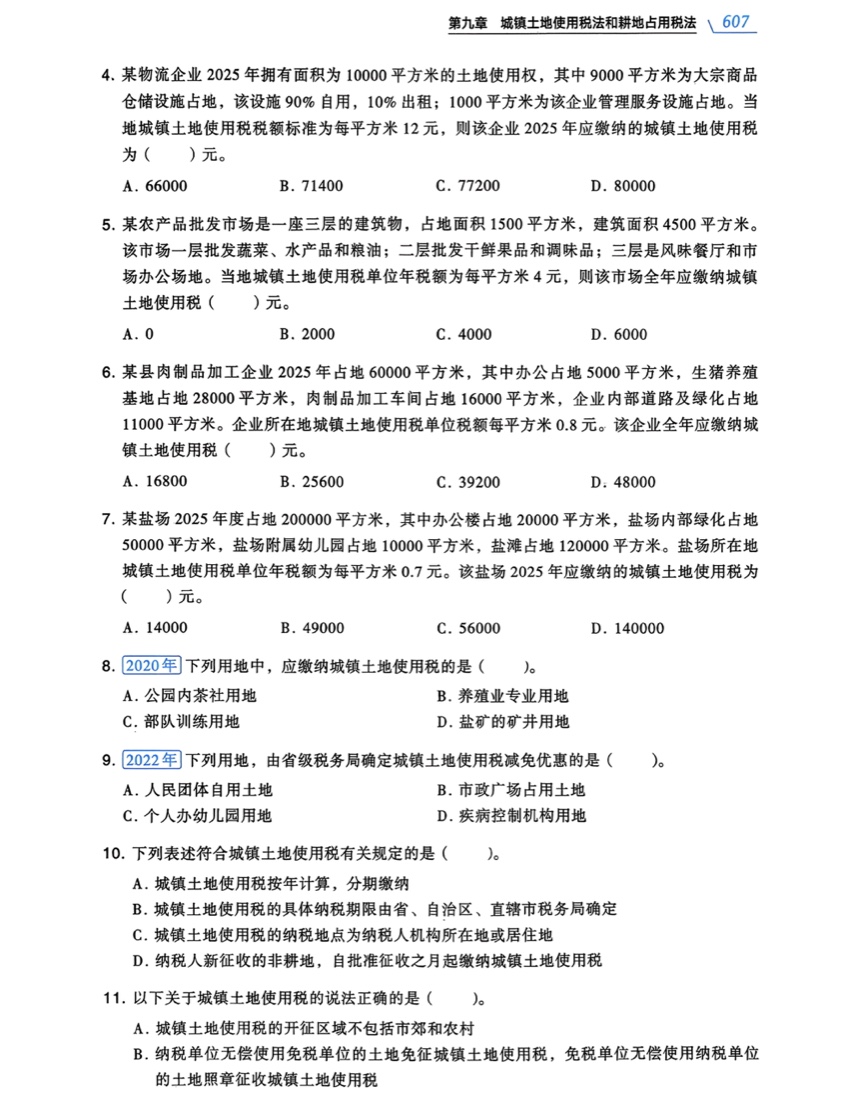 第九章 城镇土地使用税法和耕地占用税法 607
4. 某物流企业 2025 年拥有面积为 10000 平方米的土地使用权，其中 9000 平方米为大宗商品
仓储设施占地，该设施 90% 自用，10% 出租；1000 平方米为该企业管理服务设施占地。当
地城镇土地使用税税额标准为每平方米 12 元，则该企业 2025 年应缴纳的城镇土地使用税
为（ ）元。
A. 66000 B. 71400 C. 77200 D. 80000
5. 某农产品批发市场是一座三层的建筑物，占地面积 1500 平方米，建筑面积 4500 平方米。
该市场一层批发蔬菜、水产品和粮油；二层批发干鲜果品和调味品；三层是风味餐厅和市
场办公场地。当地城镇土地使用税单位年税额为每平方米 4 元，则该市场全年应缴纳城镇
土地使用税（ ）元。
A. 0 B. 2000 C. 4000 D. 6000
6. 某县肉制品加工企业 2025 年占地 60000 平方米，其中办公占地 5000 平方米，生猪养殖
基地占地 28000 平方米，肉制品加工车间占地 16000 平方米，企业内部道路及绿化占地
11000 平方米。企业所在地城镇土地使用税单位税额每平方米 0.8 元。该企业全年应缴纳城
镇土地使用税（ ）元。
A. 16800 B. 25600 C. 39200 D. 48000
7. 某盐场 2025 年度占地 200000 平方米，其中办公楼占地 20000 平方米，盐场内部绿化占地
50000 平方米，盐场附属幼儿园占地 10000 平方米，盐滩占地 120000 平方米。盐场所在地
城镇土地使用税单位年税额为每平方米 0.7 元。该盐场 2025 年应缴纳的城镇土地使用税为
（ ）元。
A. 14000 B. 49000 C. 56000 D. 140000
8. 2020年 下列用地中，应缴纳城镇土地使用税的是（ ）。
A. 公园内茶社用地 B. 养殖业专业用地
C. 部队训练用地 D. 盐矿的矿井用地
9. 2022年 下列用地，由省级税务局确定城镇土地使用税减免优惠的是（ ）。
A. 人民团体自用土地 B. 市政广场占用土地
C. 个人办幼儿园用地 D. 疾病控制机构用地
10. 下列表述符合城镇土地使用税有关规定的是（ ）。
A. 城镇土地使用税按年计算，分期缴纳
B. 城镇土地使用税的具体纳税期限由省、自治区、直辖市税务局确定
C. 城镇土地使用税的纳税地点为纳税人机构所在地或居住地
D. 纳税人新征收的非耕地，自批准征收之月起缴纳城镇土地使用税
11. 以下关于城镇土地使用税的说法正确的是（ ）。
A. 城镇土地使用税的开征区域不包括市郊和农村
B. 纳税单位无偿使用免税单位的土地免征城镇土地使用税，免税单位无偿使用纳税单位
的土地照章征收城镇土地使用税